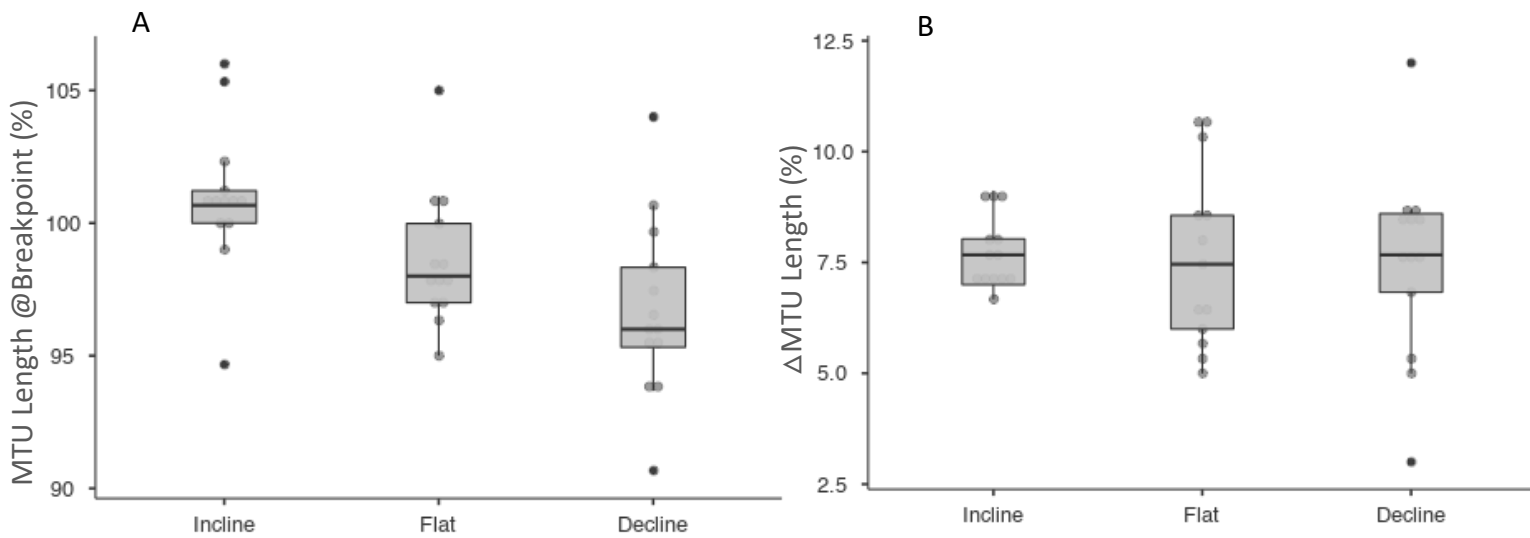 A
MTU Length @Breakpoint (%)
105
100
95
90
Incline
Flat
Decline
B
△MTU Length (%)
12.5
10.0
7.5
5.0
2.5
Incline
Flat
Decline